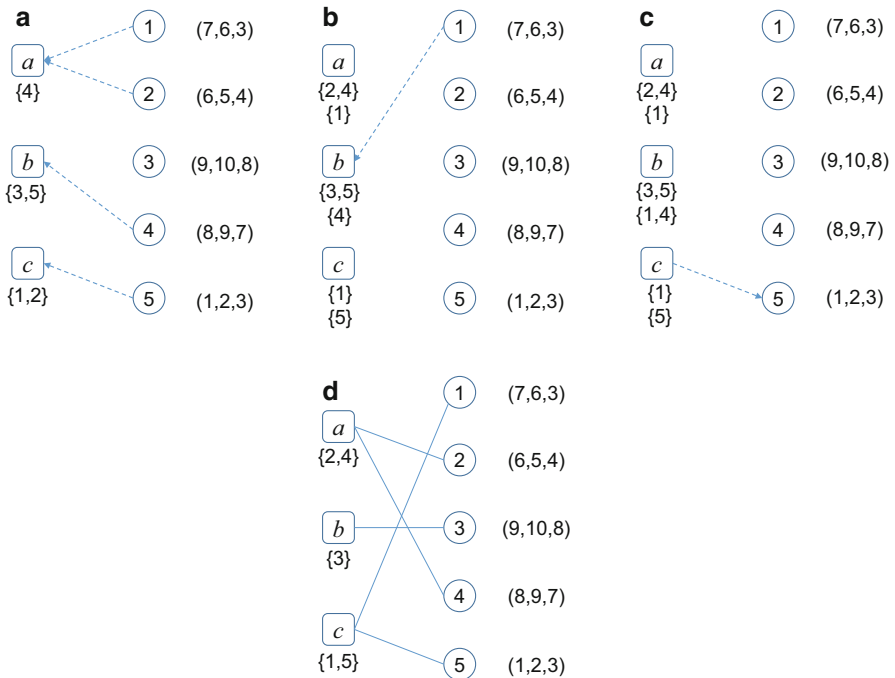 a
1 (7,6,3)
a
{4}
2 (6,5,4)
b
{3,5}
3 (9,10,8)
4 (8,9,7)
c
{1,2}
5 (1,2,3)
b
1 (7,6,3)
a
{2,4}
{1}
2 (6,5,4)
b
{3,5}
{4}
3 (9,10,8)
4 (8,9,7)
c
{1}
{5}
5 (1,2,3)
c
1 (7,6,3)
a
{2,4}
{1}
2 (6,5,4)
b
{3,5}
{1,4}
3 (9,10,8)
4 (8,9,7)
c
{1}
{5}
5 (1,2,3)
d
1 (7,6,3)
a
{2,4}
2 (6,5,4)
b
{3}
3 (9,10,8)
4 (8,9,7)
c
{1,5}
5 (1,2,3)